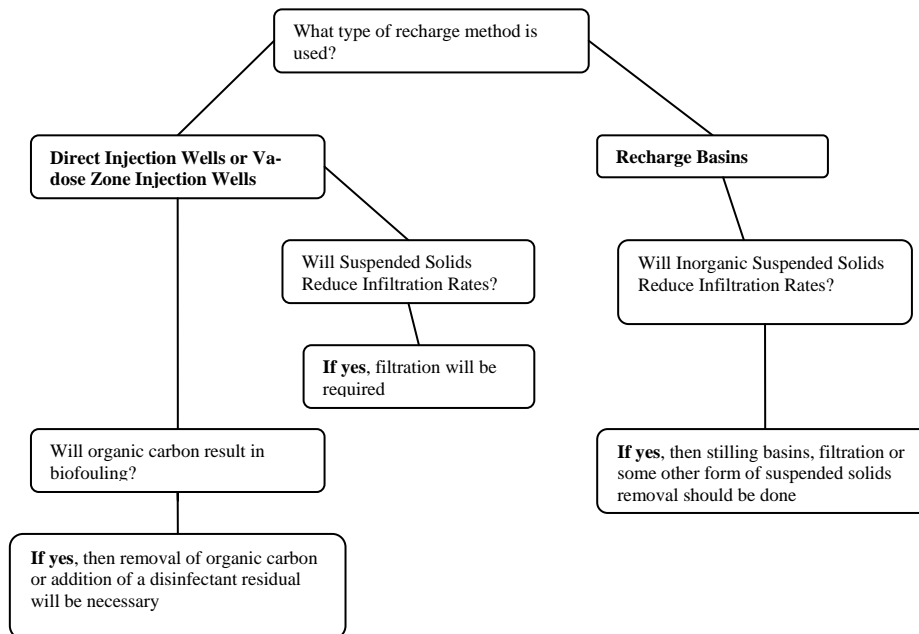 What type of recharge method is
used?
Direct Injection Wells or Va-
dose Zone Injection Wells
Recharge Basins
Will Suspended Solids
Reduce Infiltration Rates?
Will Inorganic Suspended Solids
Reduce Infiltration Rates?
If yes, filtration will be
required
Will organic carbon result in
biofouling?
If yes, then stilling basins, filtration or
some other form of suspended solids
removal should be done
If yes, then removal of organic carbon
or addition of a disinfectant residual
will be necessary